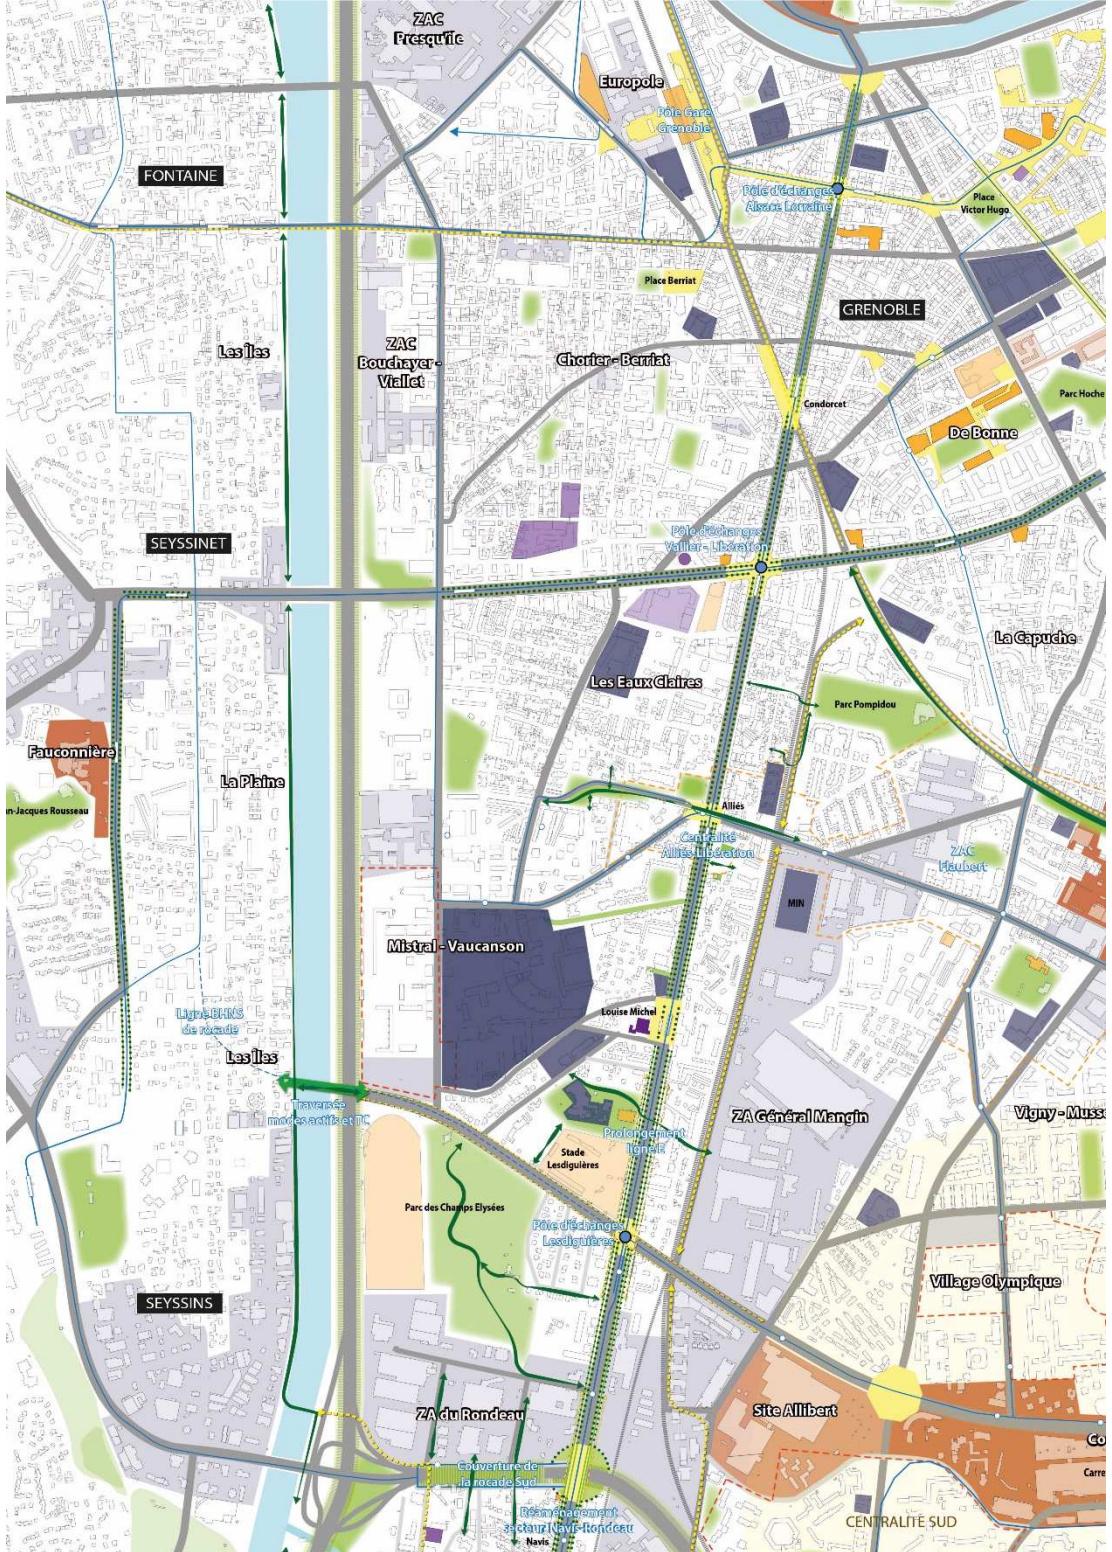 ZAC
Presqu'île
Europole
Pôle Gare
Grenoble
FONTAINE
Pôle d'échanges
Alsace Lorraine
Place
Victor Hugo
Place Berriat
GRENOBLE
Les Îles
ZAC
Bouchayer -
Viallet
Chorier - Berriat
Parc Hoche
Condorcet
De Bonne
SEYSSINET
Pôle d'échanges
Vallier - Libération
La Capuche
Les Eaux Claires
Parc Pompidou
Fauconnière
La Plaine
an-Jacques Rousseau
Alliés
Centralité
Alliés-Libération
ZAC
Flaubert
MIN
Mistral - Vaucanson
Ligne BHNS
de rocade
Louise Michel
Les Îles
Traversée
modes actifs et TC
ZA Général Mangin
Vigny - Musse
Prolongement
ligne E
Stade
Lesdiguières
Parc des Champs Elysées
Pôle d'échanges
Lesdiguières
Village Olympique
SEYSSINS
ZA du Rondeau
Site Allibert
Co
Couverture de
la rocade Sud
Carre
Réaménagement
secteur Navis-Rondeau
Navis
CENTRALITÉ SUD